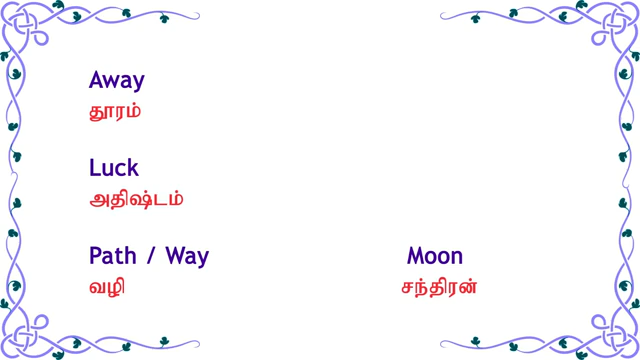 Away
தூரம்
Luck
அதிஷ்டம்
Path / Way
வழி
Moon
சந்திரன்